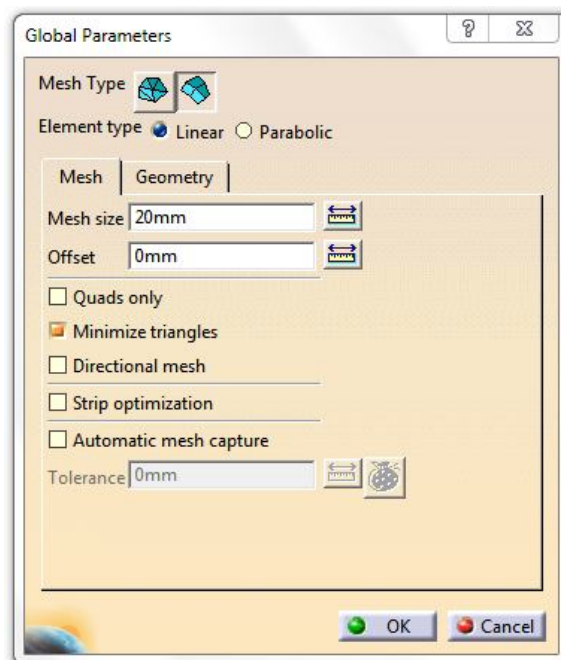 Global Parameters
Mesh Type
Element type Linear Parabolic
Mesh Geometry
Mesh size 20mm
Offset 0mm
Quads only
Minimize triangles
Directional mesh
Strip optimization
Automatic mesh capture
Tolerance 0mm
OK Cancel